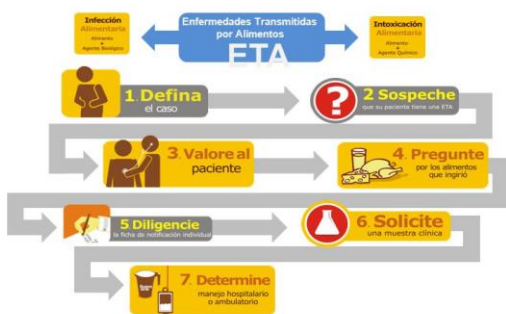 Infección
Alimentaria
Alimento
+
Agente Biológico
Enfermedades Transmitidas
por Alimentos
ETA
Intoxicación
Alimentaria
Alimento
+
Agente Químico
1. Defina
el caso
2 Sospeche
que su paciente tiene una ETA
3. Valore al
paciente
4. Pregunte
por los alimentos
que ingirió
5 Diligencie
la ficha de notificación individual
6. Solicite
una muestra clínica
7. Determine
manejo hospitalario
o ambulatorio